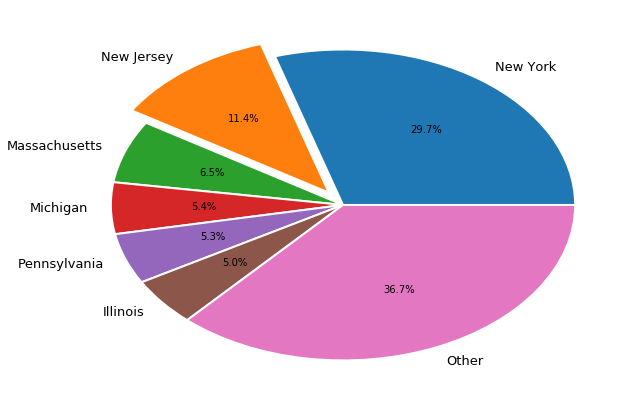 New York
29.7%
New Jersey
11.4%
Massachusetts
6.5%
Michigan
5.4%
Pennsylvania
5.3%
Illinois
5.0%
Other
36.7%